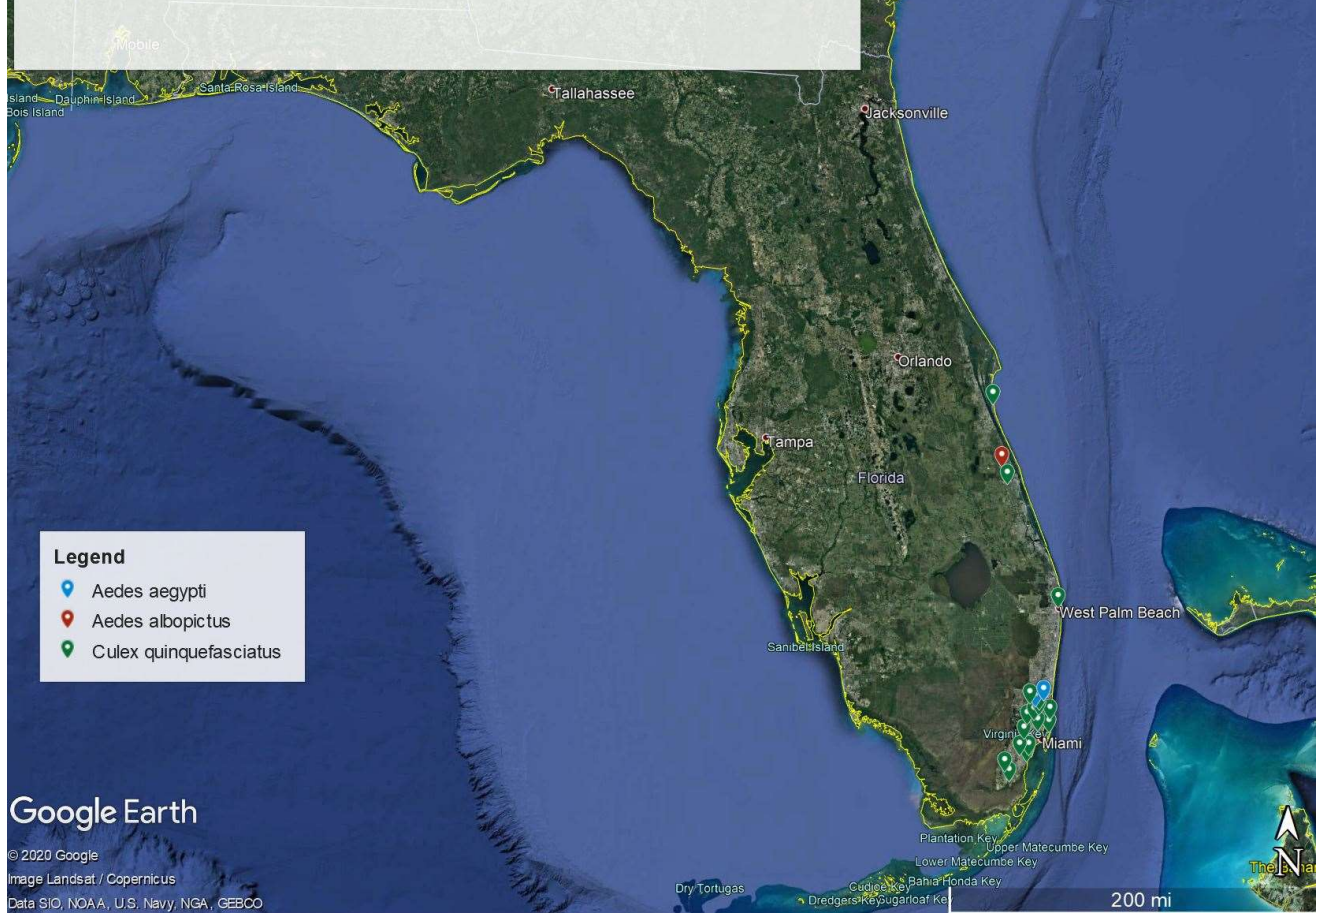 Mobile
Santa Rosa Island
Dauphin Island
Island
Bois Island
Tallahassee
Jacksonville
Orlando
Tampa
Florida
Legend
Aedes aegypti
Aedes albopictus
Culex quinquefasciatus
West Palm Beach
Sanibel Island
Miami
Google Earth
© 2020 Google
Image Landsat / Copernicus
Data SIO, NOAA, U.S. Navy, NGA, GEBCO
Plantation Key
Upper Matecumbe Key
Lower Matecumbe Key
Bahia Honda Key
Cudjoe Key
Dry Tortugas
Dredgers Key
Sugarloaf Key
N
200 mi